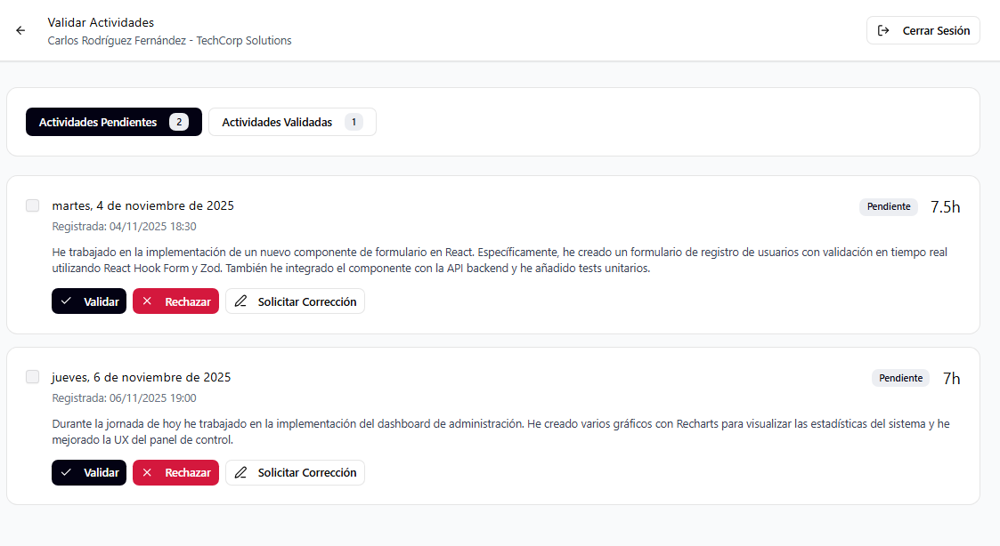 Validar Actividades
Carlos Rodríguez Fernández - TechCorp Solutions
Cerrar Sesión
Actividades Pendientes 2
Actividades Validadas 1
martes, 4 de noviembre de 2025
Pendiente 7.5h
Registrada: 04/11/2025 18:30
He trabajado en la implementación de un nuevo componente de formulario en React. Específicamente, he creado un formulario de registro de usuarios con validación en tiempo real
utilizando React Hook Form y Zod. También he integrado el componente con la API backend y he añadido tests unitarios.
Validar
Rechazar
Solicitar Corrección
jueves, 6 de noviembre de 2025
Pendiente 7h
Registrada: 06/11/2025 19:00
Durante la jornada de hoy he trabajado en la implementación del dashboard de administración. He creado varios gráficos con Recharts para visualizar las estadísticas del sistema y he
mejorado la UX del panel de control.
Validar
Rechazar
Solicitar Corrección